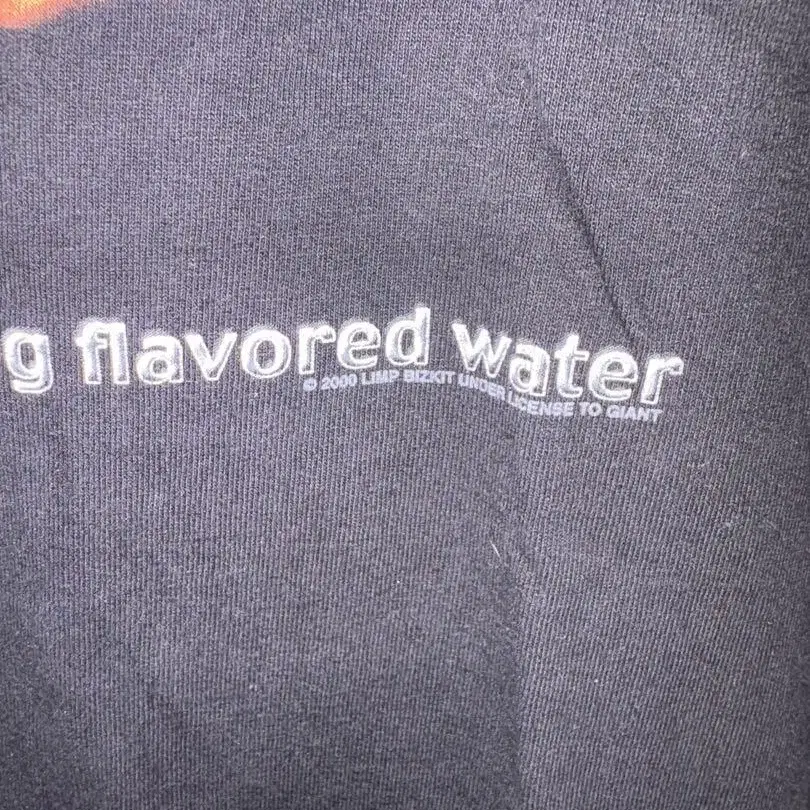 g flavored water
© 2000 LIMP BIZKIT UNDER LICENSE TO GIANT